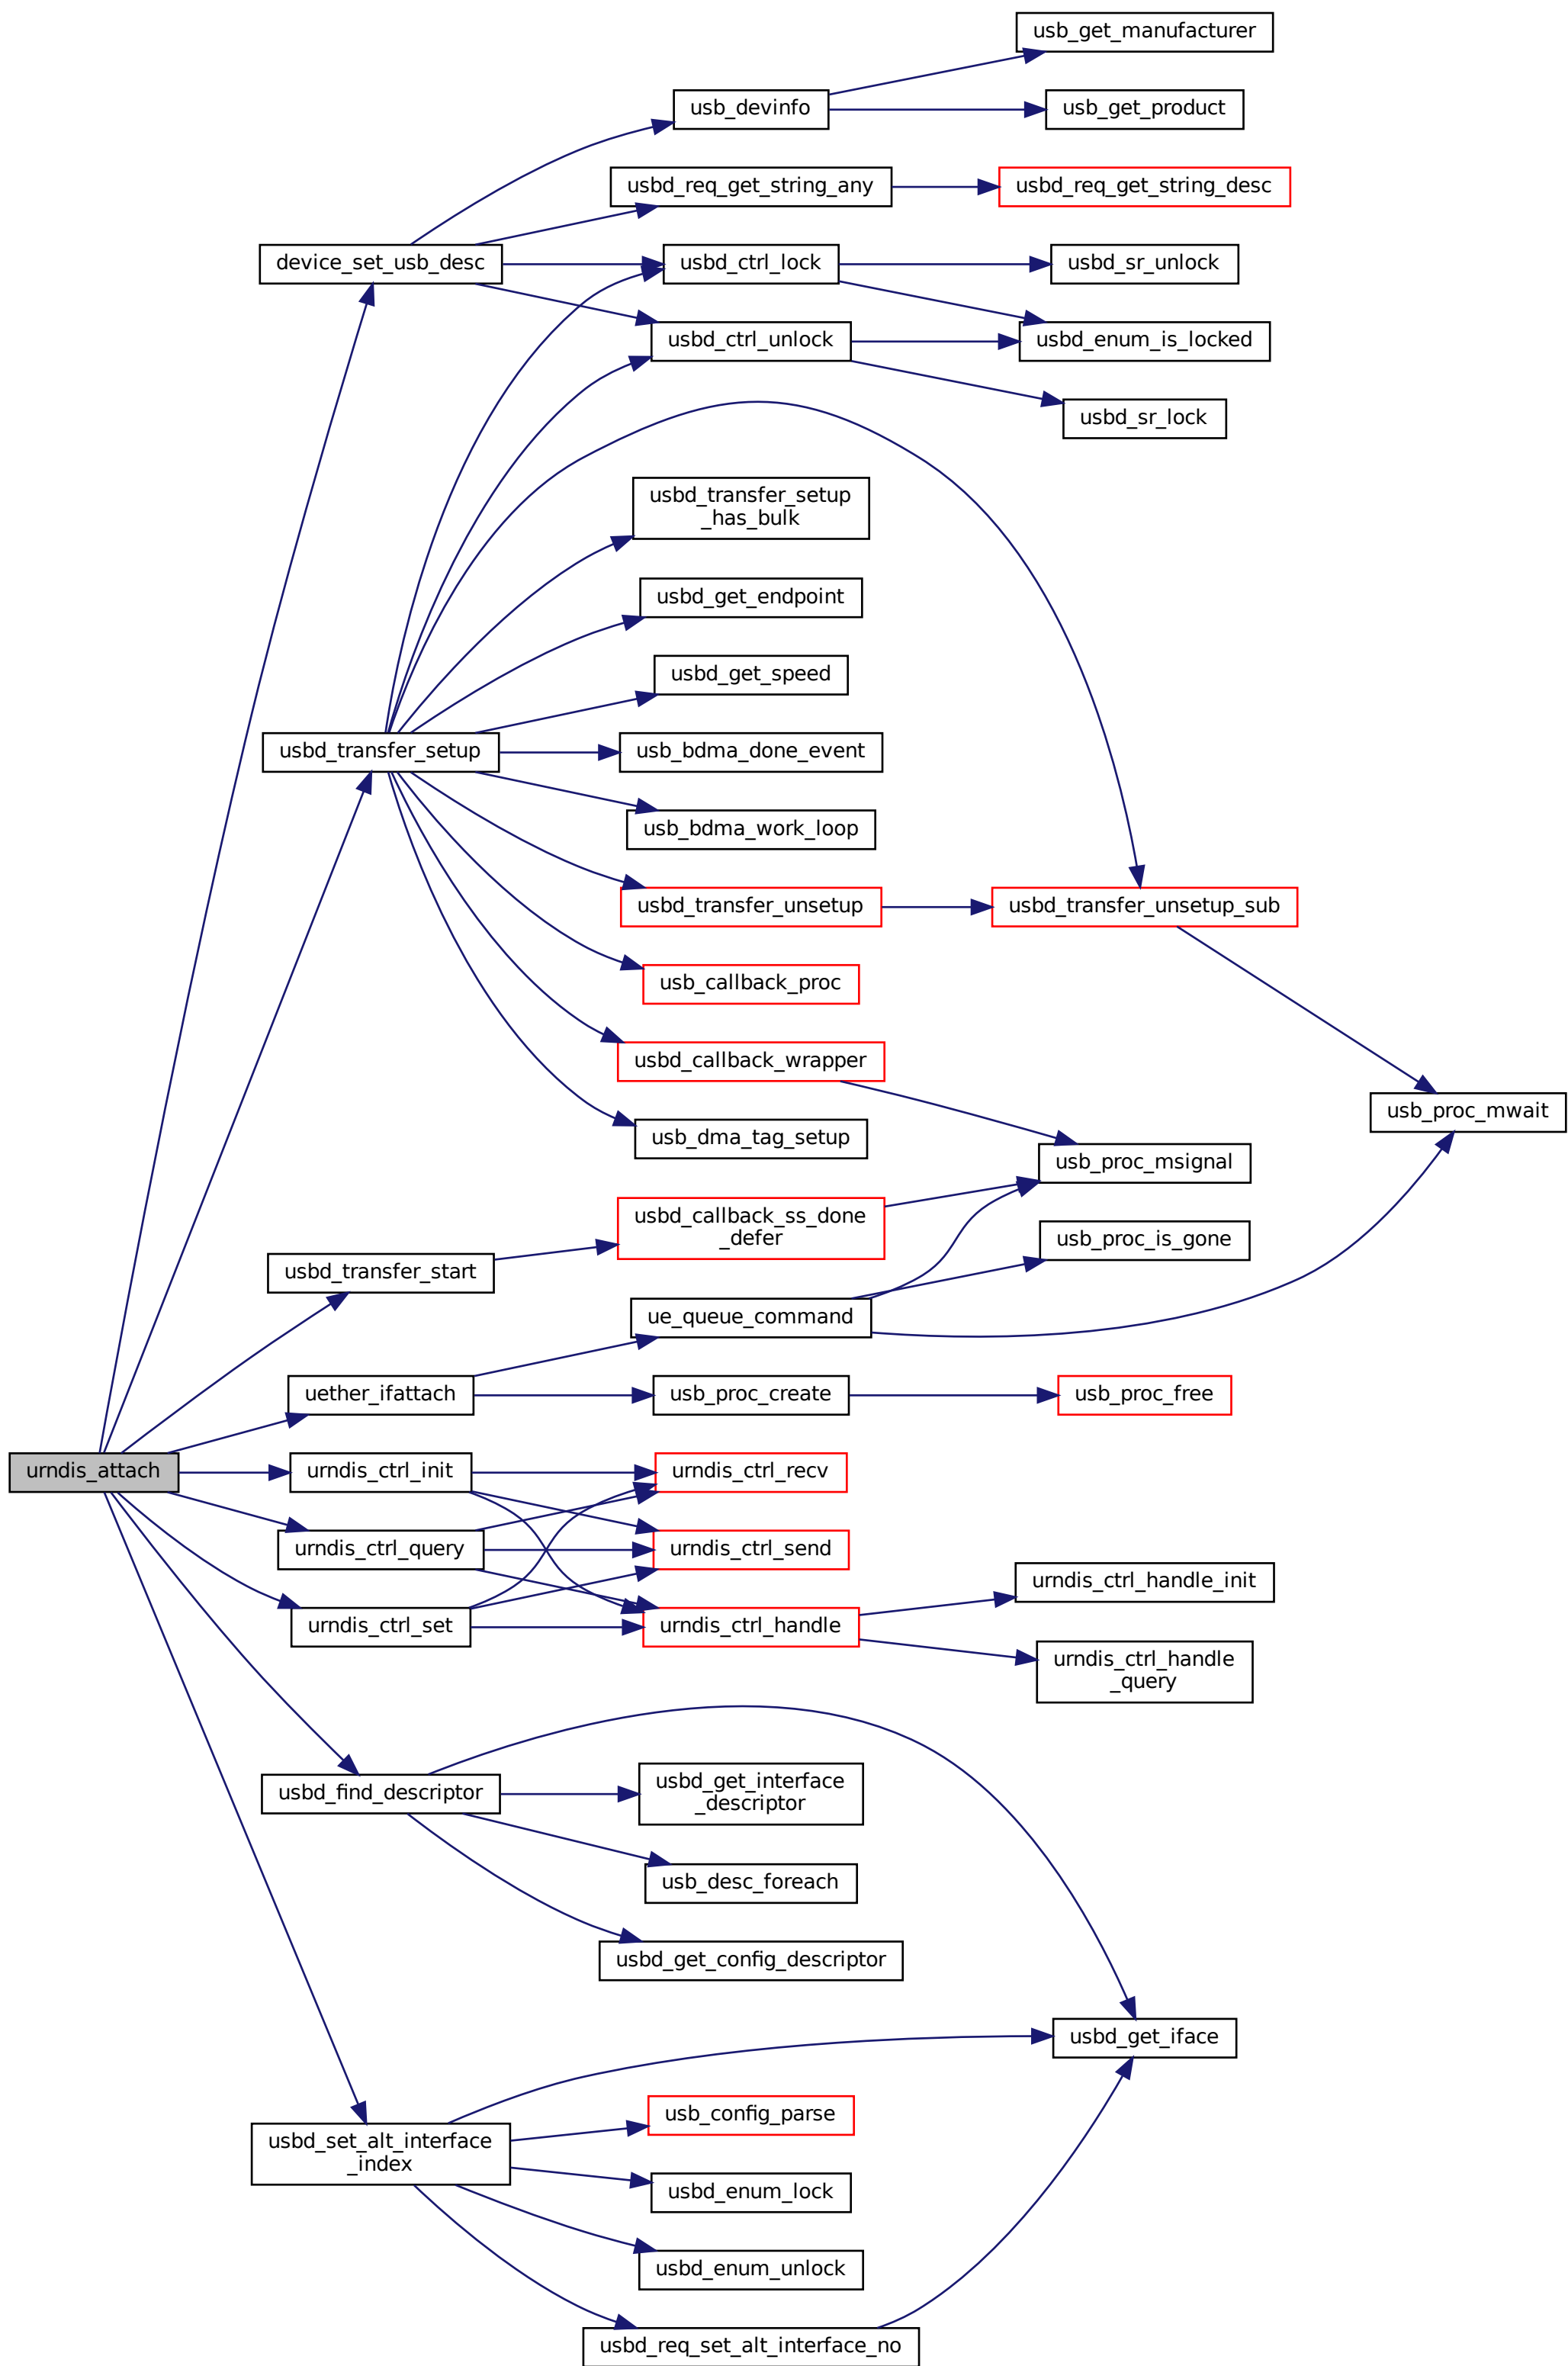 usb_get_manufacturer
usb_devinfo
usb_get_product
usbd_req_get_string_any
usbd_req_get_string_desc
device_set_usb_desc
usbd_ctrl_lock
usbd_sr_unlock
usbd_ctrl_unlock
usbd_enum_is_locked
usbd_sr_lock
usbd_transfer_setup
_has_bulk
usbd_get_endpoint
usbd_get_speed
usbd_transfer_setup
usb_bdma_done_event
usb_bdma_work_loop
usbd_transfer_unsetup
usbd_transfer_unsetup_sub
usb_callback_proc
usbd_callback_wrapper
usb_proc_mwait
usb_dma_tag_setup
usb_proc_msignal
usbd_callback_ss_done
_defer
usb_proc_is_gone
usbd_transfer_start
ue_queue_command
uether_ifattach
usb_proc_create
usb_proc_free
urndis_attach
urndis_ctrl_init
urndis_ctrl_recv
urndis_ctrl_query
urndis_ctrl_send
urndis_ctrl_handle_init
urndis_ctrl_set
urndis_ctrl_handle
urndis_ctrl_handle
_query
usbd_find_descriptor
usbd_get_interface
_descriptor
usb_desc_foreach
usbd_get_config_descriptor
usbd_get_iface
usb_config_parse
usbd_set_alt_interface
_index
usbd_enum_lock
usbd_enum_unlock
usbd_req_set_alt_interface_no